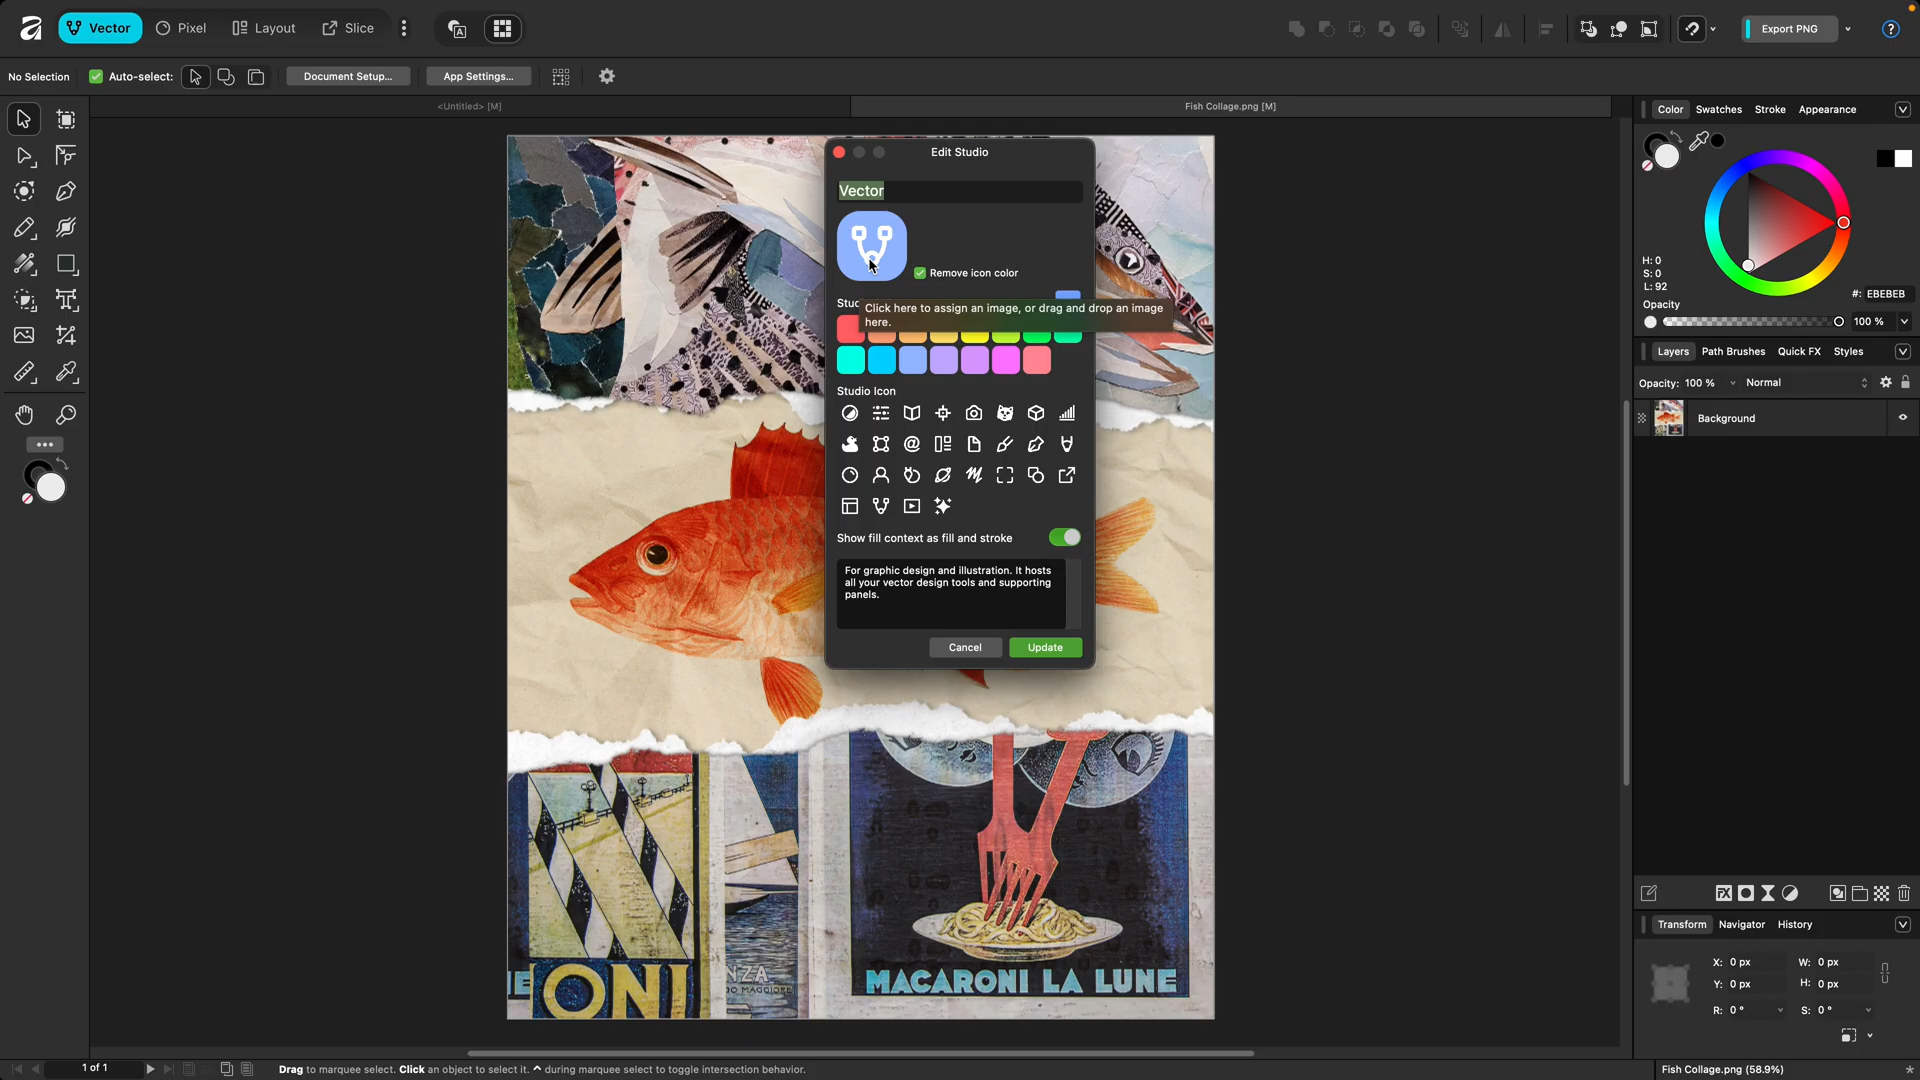 Vector
Pixel
Layout
Slice
Export PNG
No Selection
Auto-select:
Document Setup...
App Settings...
<Untitled> [M]
Fish Collage.png [M]
Edit Studio
Vector
Remove icon color
Stud
Click here to assign an image, or drag and drop an image
here.
Studio Icon
Show fill context as fill and stroke
For graphic design and illustration. It hosts
all your vector design tools and supporting
panels.
Cancel
Update
Color
Swatches
Stroke
Appearance
H: 0
S: 0
L: 92
#: EBEBEB
Opacity
100 %
Layers
Path Brushes
Quick FX
Styles
Opacity: 100 %
Normal
Background
Transform
Navigator
History
X: 0 px
W: 0 px
Y: 0 px
H: 0 px
R: 0 °
S: 0 °
ONI
NZA
MAGGIORE
MACARONI LA LUNE
1 of 1
Drag to marquee select. Click an object to select it. ^ during marquee select to toggle intersection behavior.
Fish Collage.png (58.9%)